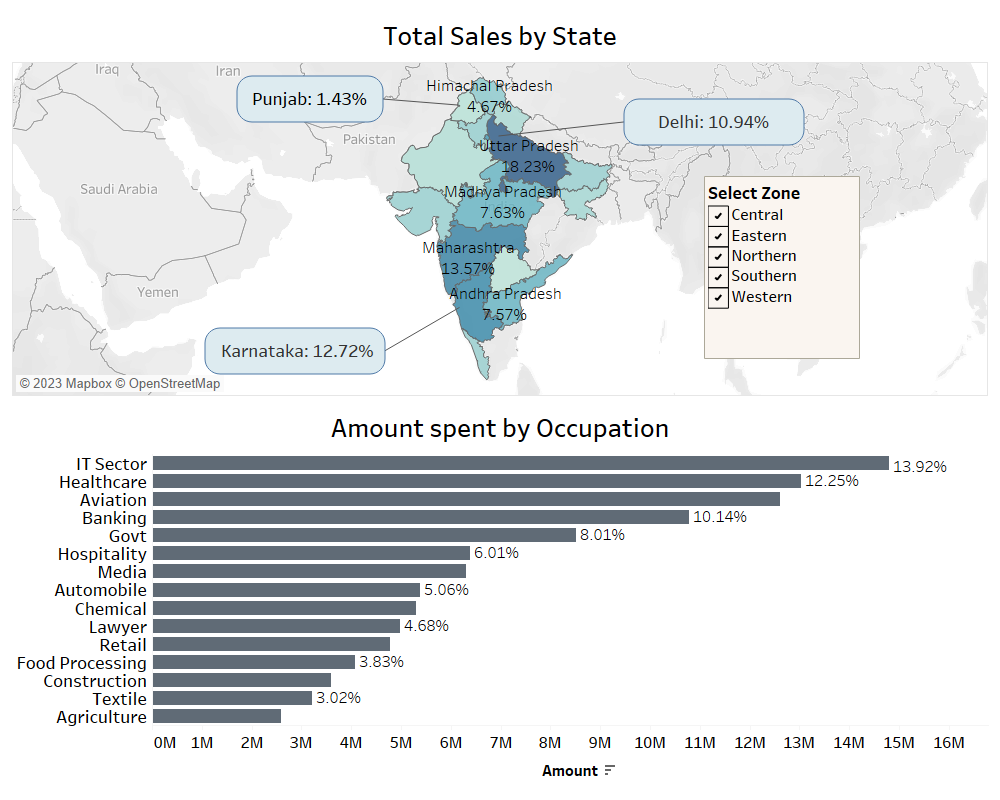 Total Sales by State
Iraq
Iran
Pakistan
Saudi Arabia
Yemen
Himachal Pradesh
4.67%
Punjab: 1.43%
Delhi: 10.94%
Uttar Pradesh
18.23%
Madhya Pradesh
7.63%
Maharashtra
13.57%
Andhra Pradesh
7.57%
Karnataka: 12.72%
Select Zone
Central
Eastern
Northern
Southern
Western
© 2023 Mapbox © OpenStreetMap
Amount spent by Occupation
IT Sector 13.92%
Healthcare 12.25%
Aviation
Banking 10.14%
Govt 8.01%
Hospitality 6.01%
Media
Automobile 5.06%
Chemical
Lawyer 4.68%
Retail
Food Processing 3.83%
Construction
Textile 3.02%
Agriculture
0M 1M 2M 3M 4M 5M 6M 7M 8M 9M 10M 11M 12M 13M 14M 15M 16M
Amount